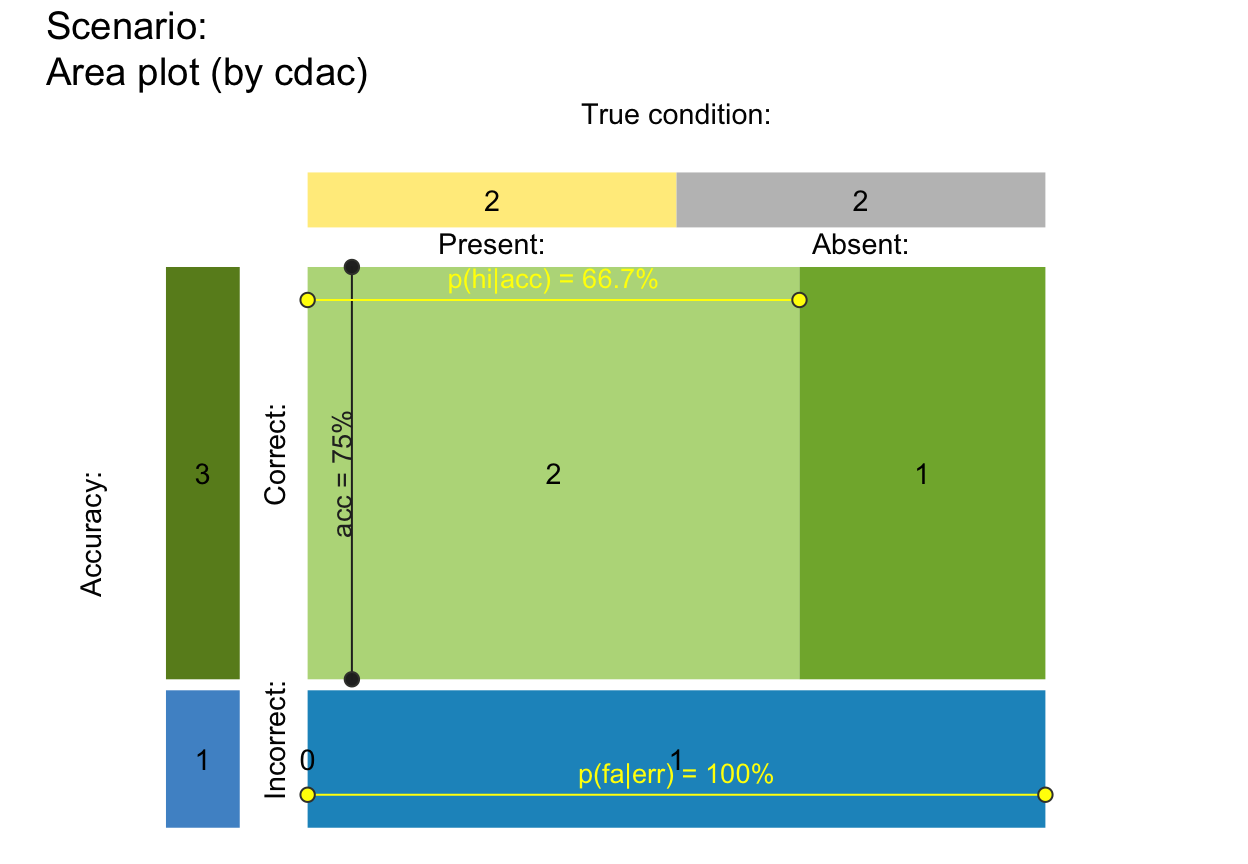 Scenario:
Area plot (by cdac)
True condition:
2
2
Present:
Absent:
p(hi|acc) = 66.7%
Accuracy:
3
Correct:
acc = 75%
2
1
1
Incorrect:
0
1
p(fa|err) = 100%